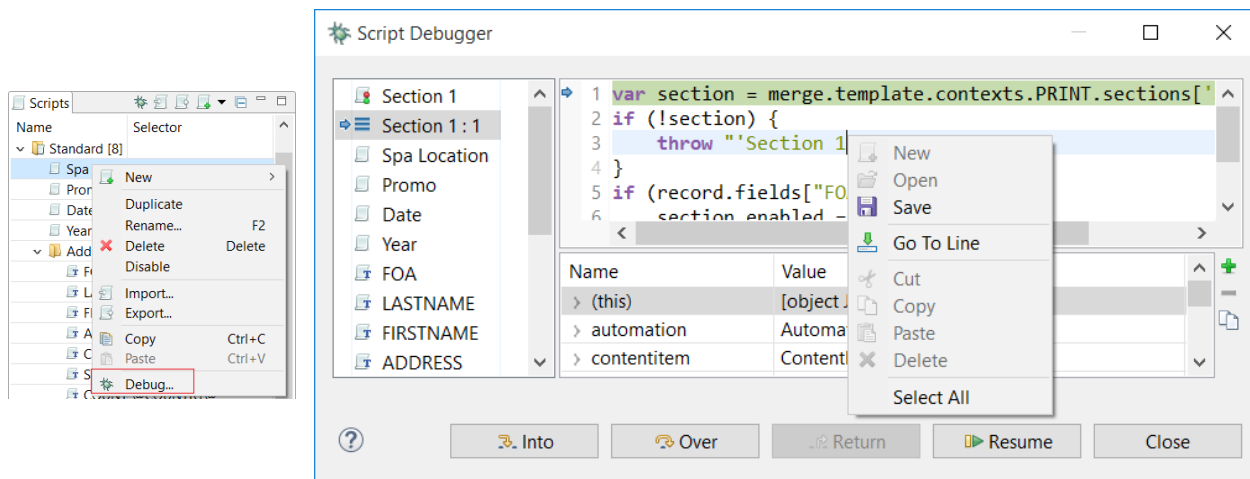 Scripts
Name Selector
Standard [8]
Spa
Pron
Date
Year
Add
New
Duplicate
Rename... F2
Delete Delete
Disable
Import...
Export...
Copy Ctrl+C
Paste Ctrl+V
Debug...
Script Debugger
Section 1
Section 1 : 1
Spa Location
Promo
Date
Year
FOA
LASTNAME
FIRSTNAME
ADDRESS
1 var section = merge.template.contexts.PRINT.sections['
2 if (!section) {
3 throw "'Section 1
4 }
5 if (record.fields["FO
6 section.enabled =
Name Value
(this) [object
automation Automa
contentitem Content
New
Open
Save
Go To Line
Cut
Copy
Paste
Delete
Select All
Into
Over
Return
Resume
Close